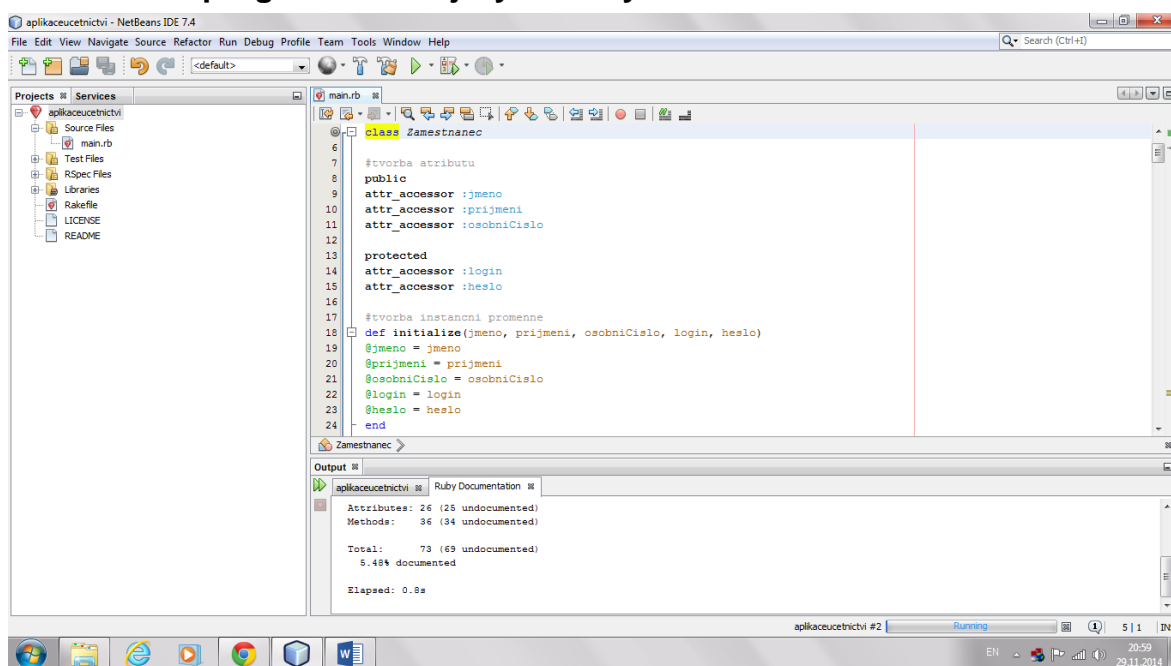 aplikaceucetnictvi - NetBeans IDE 7.4
File Edit View Navigate Source Refactor Run Debug Profile Team Tools Window Help
Search (Ctrl+I)
<default>
Projects Services
aplikaceucetnictvi
Source Files
main.rb
Test Files
RSpec Files
Libraries
Rakefile
LICENSE
README
main.rb
class Zamestnanec
6
7 #tvorba atributu
8 public
9 attr_accessor :jmeno
10 attr_accessor :prijmeni
11 attr_accessor :osobniCislo
12
13 protected
14 attr_accessor :login
15 attr_accessor :heslo
16
17 #tvorba instancni promenne
18 def initialize(jmeno, prijmeni, osobniCislo, login, heslo)
19 @jmeno = jmeno
20 @prijmeni = prijmeni
21 @osobniCislo = osobniCislo
22 @login = login
23 @heslo = heslo
24 end
Zamestnanec
Output
aplikaceucetnictvi Ruby Documentation
Attributes: 26 (25 undocumented)
Methods: 36 (34 undocumented)
Total: 73 (69 undocumented)
5.48% documented
Elapsed: 0.8s
aplikaceucetnictvi #2 Running 1 5 | 1 IN
EN 20:59
29.11.2014